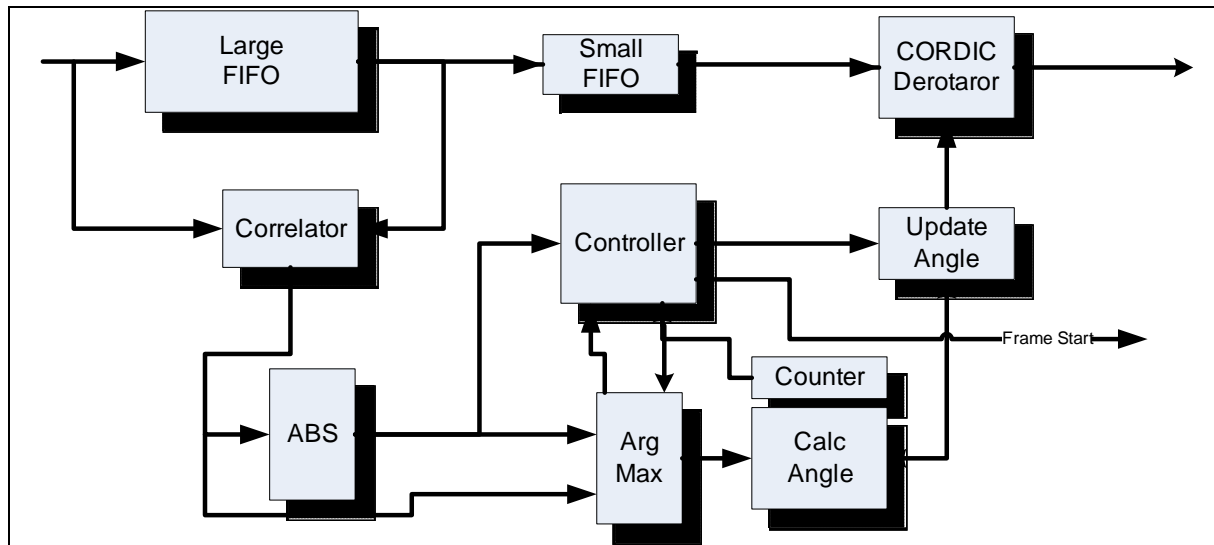 Large
FIFO
Small
FIFO
CORDIC
Derotaror
Correlator
Controller
Update
Angle
Frame Start
Counter
ABS
Arg
Max
Calc
Angle